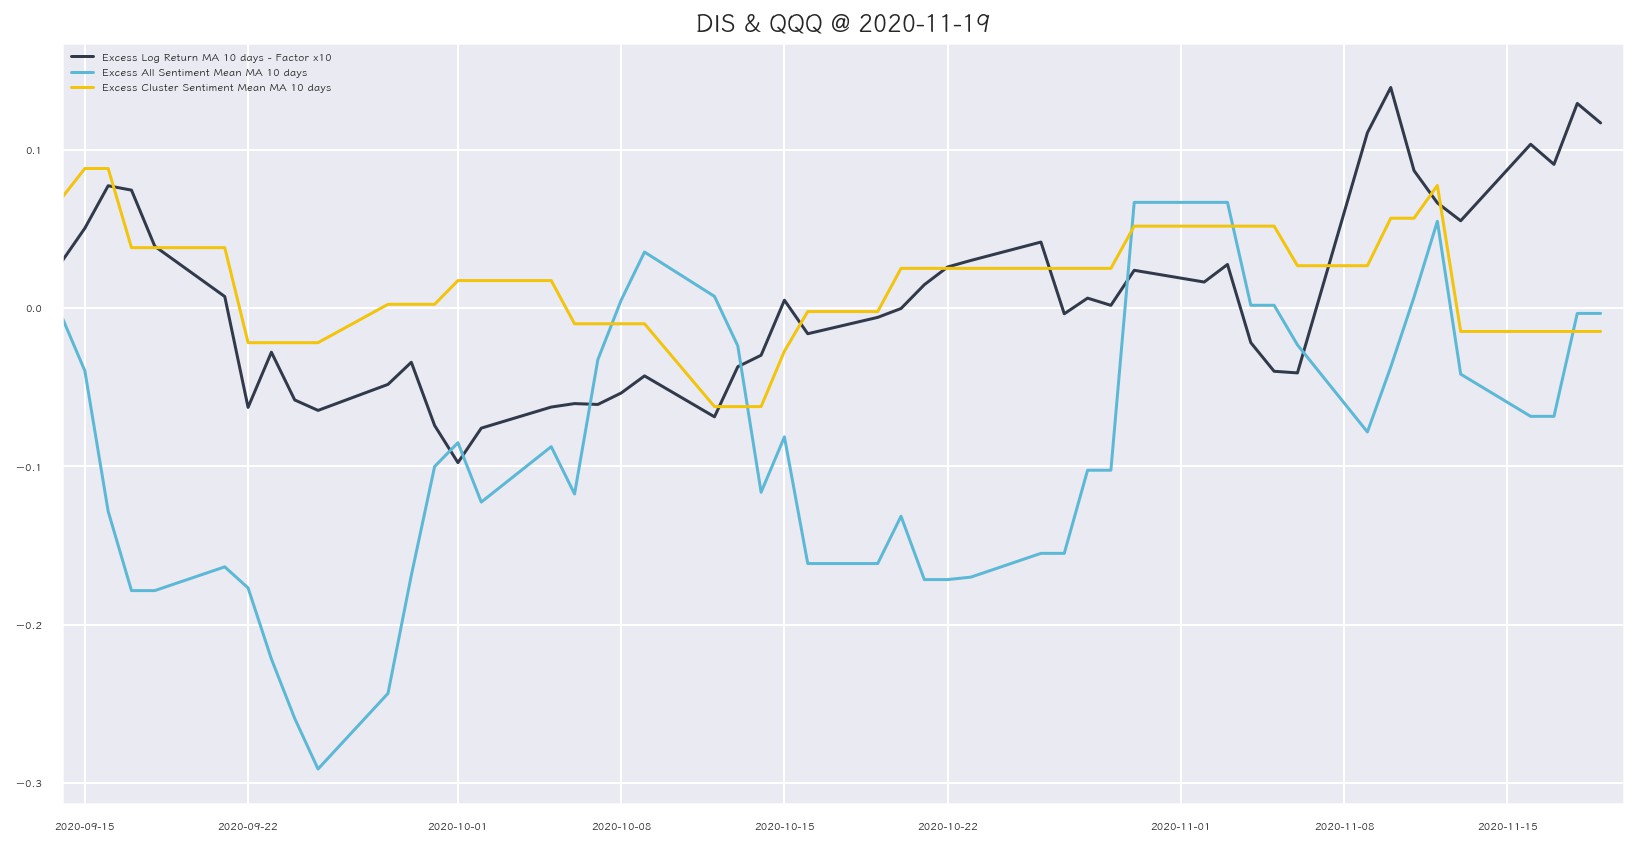 DIS & QQQ @ 2020-11-19
Excess Log Return MA 10 days - Factor x10
Excess All Sentiment Mean MA 10 days
Excess Cluster Sentiment Mean MA 10 days
0.1
0.0
−0.1
−0.2
−0.3
2020-09-15 2020-09-22 2020-10-01 2020-10-08 2020-10-15 2020-10-22 2020-11-01 2020-11-08 2020-11-15